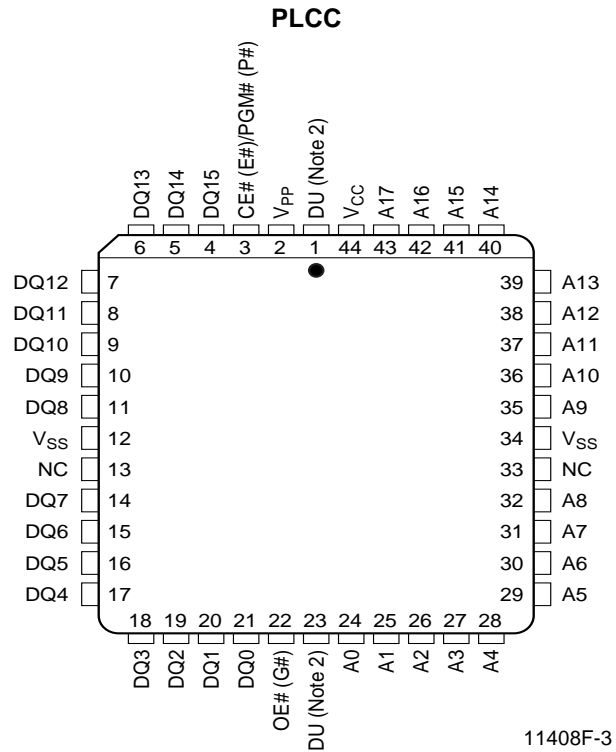 PLCC
DQ13
DQ14
DQ15
CE# (E#)/PGM# (P#)
VPP
DU (Note 2)
VCC
A17
A16
A15
A14
6 5 4 3 2 1 44 43 42 41 40
DQ12 7 39 A13
DQ11 8 38 A12
DQ10 9 37 A11
DQ9 10 36 A10
DQ8 11 35 A9
VSS 12 34 VSS
NC 13 33 NC
DQ7 14 32 A8
DQ6 15 31 A7
DQ5 16 30 A6
DQ4 17 29 A5
18 19 20 21 22 23 24 25 26 27 28
DQ3
DQ2
DQ1
DQ0
OE# (G#)
DU (Note 2)
A0
A1
A2
A3
A4
11408F-3